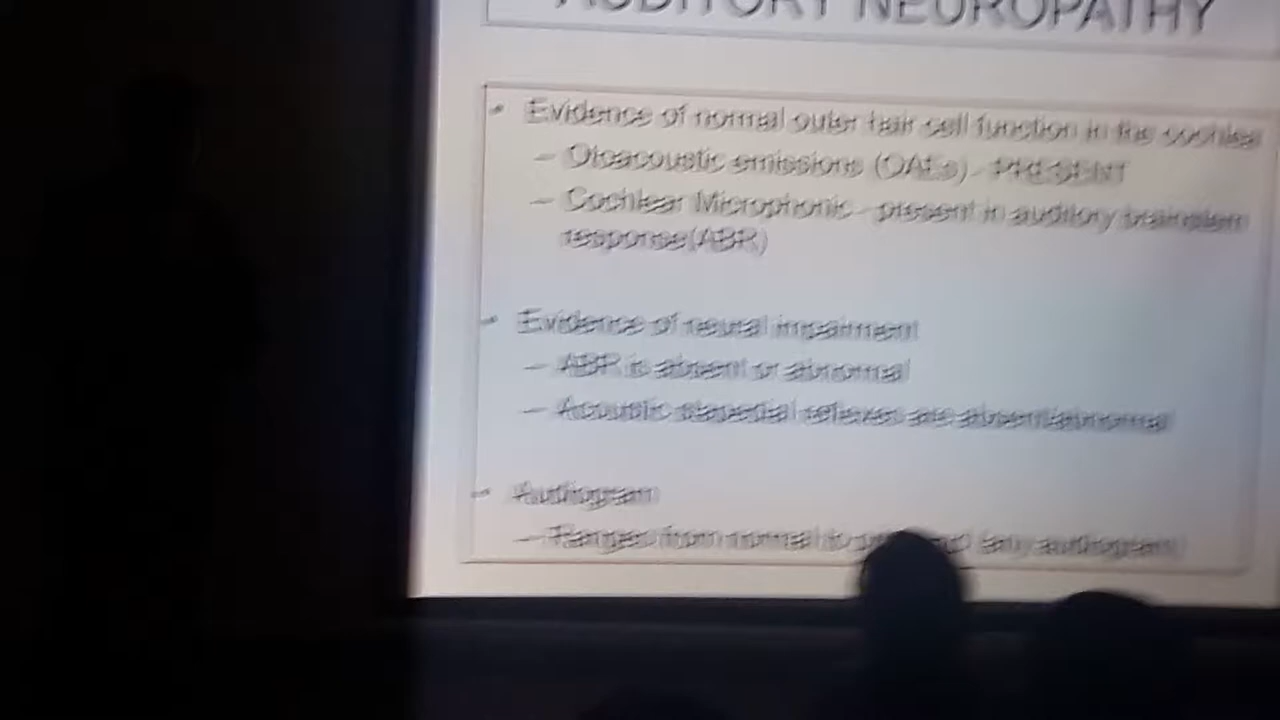 AUDITORY NEUROPATHY
• Evidence of normal outer hair cell function in the cochlea
– Otoacoustic emissions (OAEs) - PRESENT
– Cochlear Microphonic - present in auditory brainstem
response(ABR)
• Evidence of neural impairment
– ABR is absent or abnormal
– Acoustic stapedial reflexes are absent/abnormal
• Audiogram
– Ranges from normal to any audiogram)